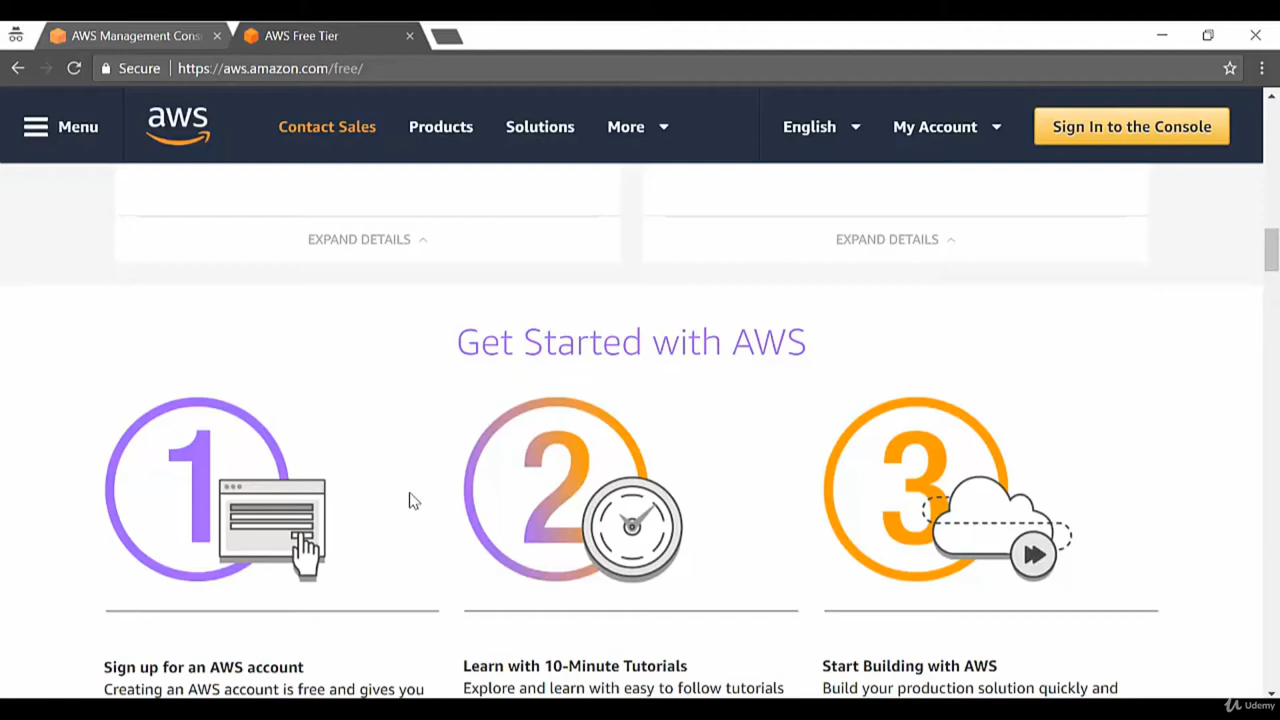 AWS Management Cons
AWS Free Tier
Secure
https://aws.amazon.com/free/
Menu
aws
Contact Sales
Products
Solutions
More
English
My Account
Sign In to the Console
EXPAND DETAILS
EXPAND DETAILS
Get Started with AWS
1
2
3
Sign up for an AWS account
Creating an AWS account is free and gives you
Learn with 10-Minute Tutorials
Explore and learn with easy to follow tutorials
Start Building with AWS
Build your production solution quickly and
Udemy